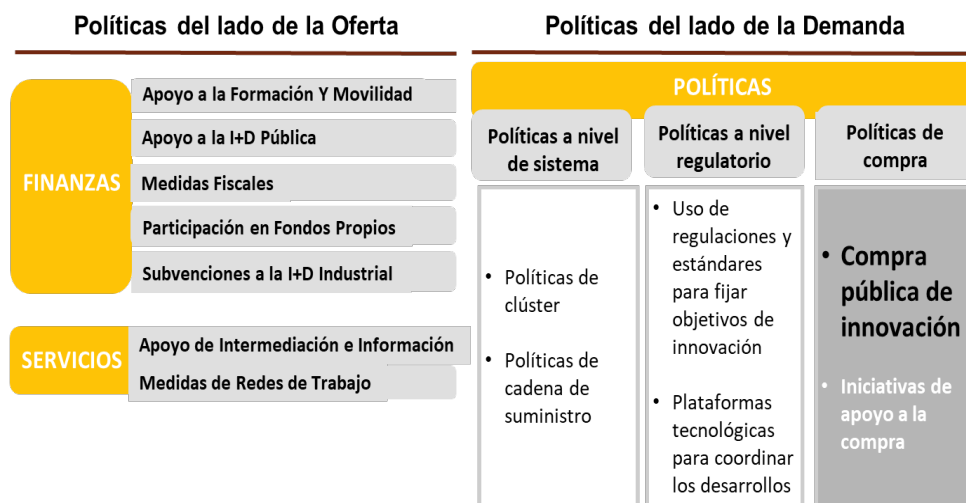 Políticas del lado de la Oferta
FINANZAS
Apoyo a la Formación Y Movilidad
Apoyo a la I+D Pública
Medidas Fiscales
Participación en Fondos Propios
Subvenciones a la I+D Industrial
SERVICIOS
Apoyo de Intermediación e Información
Medidas de Redes de Trabajo
Políticas del lado de la Demanda
POLÍTICAS
Políticas a nivel
de sistema
• Políticas de
clúster
• Políticas de
cadena de
suministro
Políticas a nivel
regulatorio
• Uso de
regulaciones y
estándares
para fijar
objetivos de
innovación
• Plataformas
tecnológicas
para coordinar
los desarrollos
Políticas de
compra
• Compra
pública de
innovación
• Iniciativas de
apoyo a la
compra